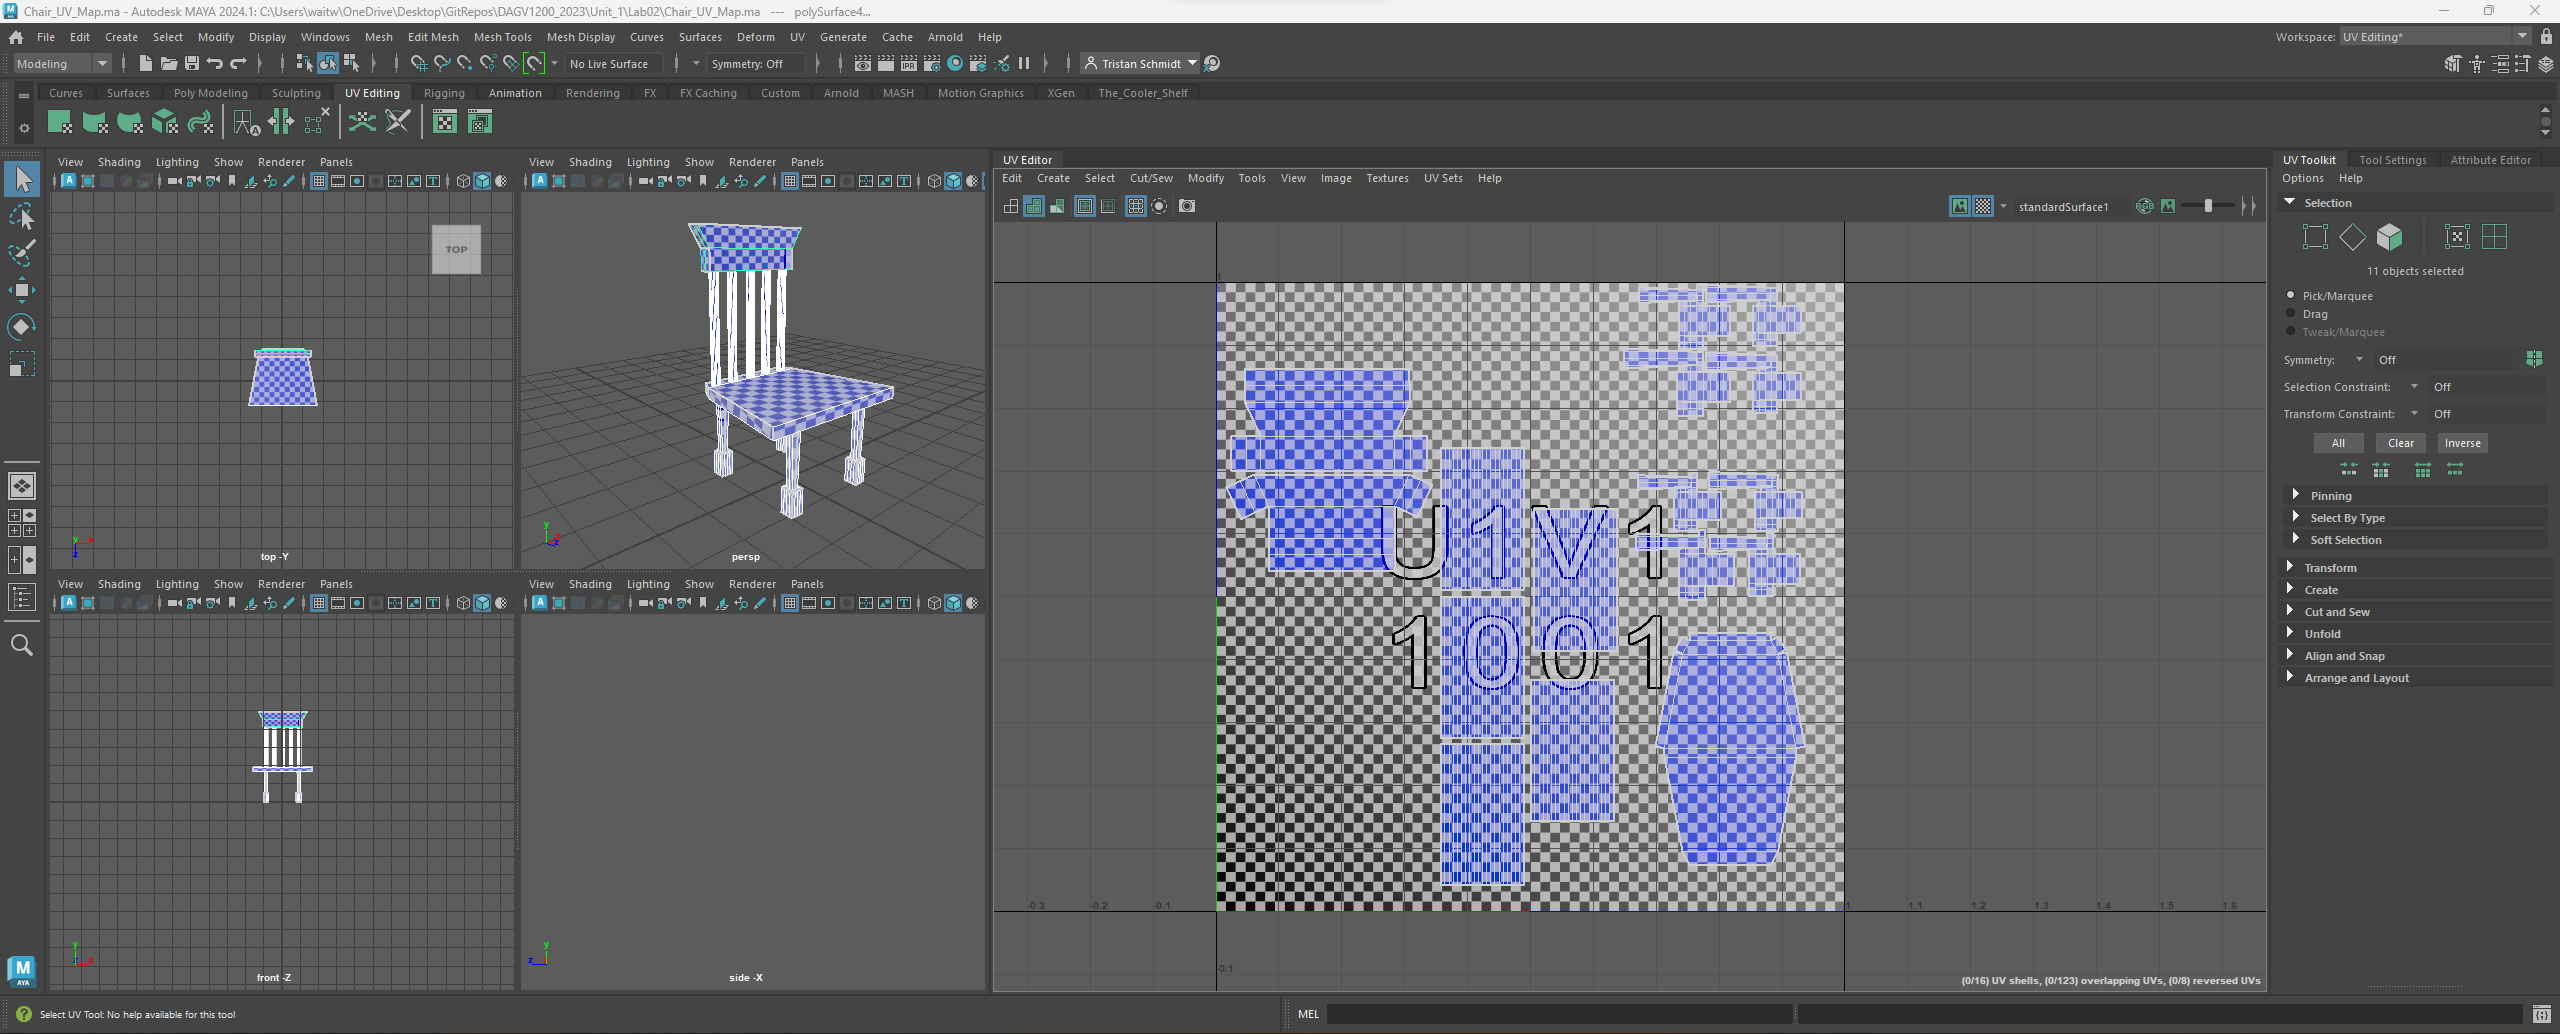 Chair_UV_Map.ma - Autodesk MAYA 2024.1: C:\Users\waitw\OneDrive\Desktop\GitRepos\DAGV1200_2023\Unit_1\Lab02\Chair_UV_Map.ma --- polySurface4...
File Edit Create Select Modify Display Windows Mesh Edit Mesh Mesh Tools Mesh Display Curves Surfaces Deform UV Generate Cache Arnold Help
Workspace: UV Editing*
Modeling
No Live Surface
Symmetry: Off
Tristan Schmidt
Curves Surfaces Poly Modeling Sculpting UV Editing Rigging Animation Rendering FX FX Caching Custom Arnold MASH Motion Graphics XGen The_Cooler_Shelf
View Shading Lighting Show Renderer Panels
TOP
top -Y
View Shading Lighting Show Renderer Panels
persp
View Shading Lighting Show Renderer Panels
front -Z
View Shading Lighting Show Renderer Panels
side -X
UV Editor
Edit Create Select Cut/Sew Modify Tools View Image Textures UV Sets Help
standardSurface1
1
U1V1
1001
-0.3 -0.2 -0.1 1 1.1 1.2 1.3 1.4 1.5 1.6
-0.1
(0/16) UV shells, (0/123) overlapping UVs, (0/8) reversed UVs
UV Toolkit Tool Settings Attribute Editor
Options Help
Selection
11 objects selected
Pick/Marquee
Drag
Tweak/Marquee
Symmetry: Off
Selection Constraint: Off
Transform Constraint: Off
All Clear Inverse
Pinning
Select By Type
Soft Selection
Transform
Create
Cut and Sew
Unfold
Align and Snap
Arrange and Layout
M
AYA
Select UV Tool: No help available for this tool
MEL